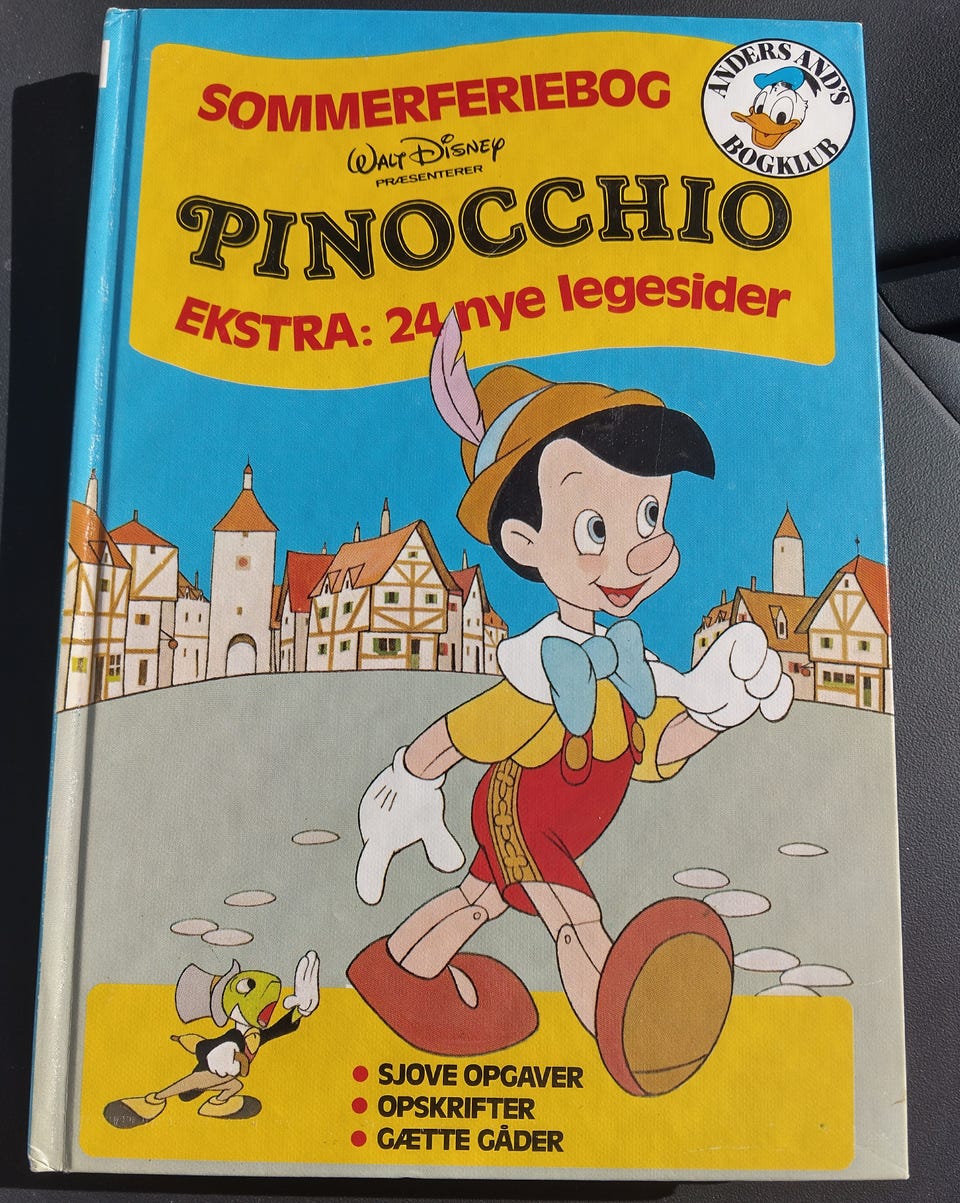 SOMMERFERIEBOG
ANDERS AND'S
BOGKLUB
WALT DISNEY
PRÆSENTERER
PINOCCHIO
EKSTRA: 24 nye legesider
• SJOVE OPGAVER
• OPSKRIFTER
• GÆTTE GÅDER